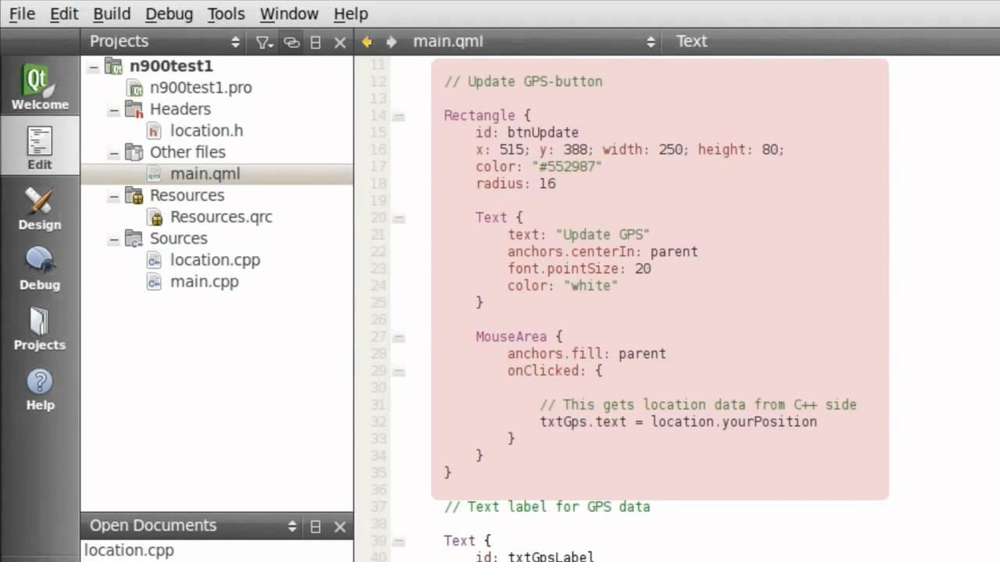 File Edit Build Debug Tools Window Help
Projects
main.qml
Text
Welcome
Edit
Design
Debug
Projects
Help
n900test1
n900test1.pro
Headers
location.h
Other files
main.qml
Resources
Resources.qrc
Sources
location.cpp
main.cpp
Open Documents
location.cpp
11
12 // Update GPS-button
13
14 Rectangle {
15 id: btnUpdate
16 x: 515; y: 388; width: 250; height: 80;
17 color: "#552987"
18 radius: 16
19
20 Text {
21 text: "Update GPS"
22 anchors.centerIn: parent
23 font.pointSize: 20
24 color: "white"
25 }
26
27 MouseArea {
28 anchors.fill: parent
29 onClicked: {
30
31 // This gets location data from C++ side
32 txtGps.text = location.yourPosition
33 }
34 }
35 }
36
37 // Text label for GPS data
38
39 Text {
40 id: txtGpsLabel